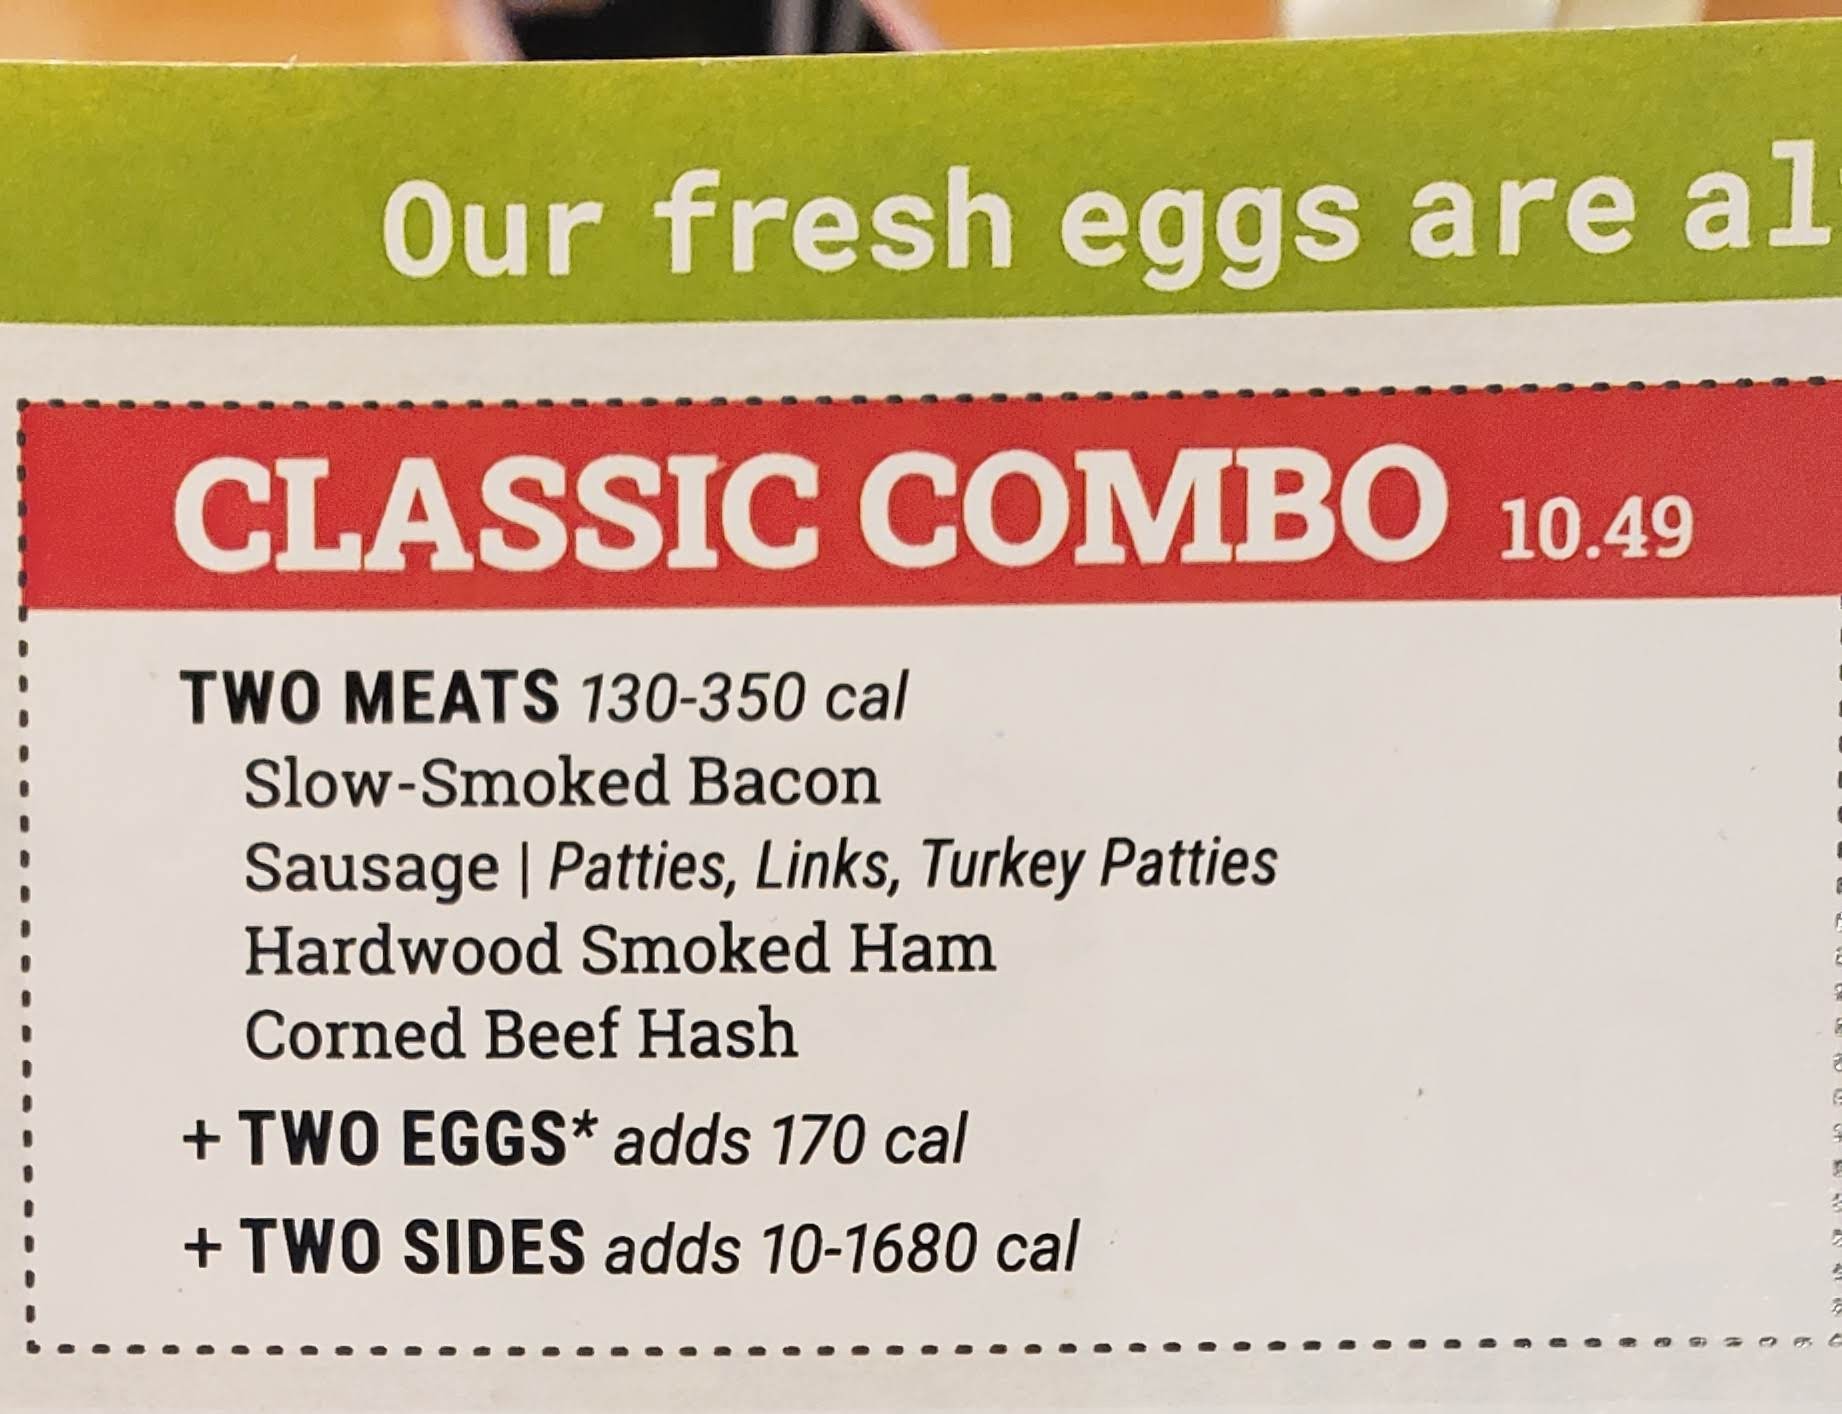 Our fresh eggs are
CLASSIC COMBO 10.49
TWO MEATS 130-350 cal
Slow-Smoked Bacon
Sausage | Patties, Links, Turkey Patties
Hardwood Smoked Ham
Corned Beef Hash
+ TWO EGGS* adds 170 cal
+ TWO SIDES adds 10-1680 cal